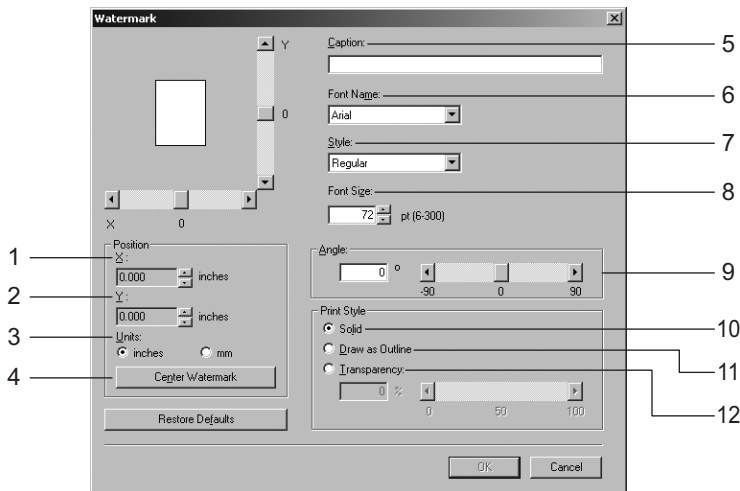 Watermark
Y
0
X 0
Position
1 X:
0.000 inches
2 Y:
0.000 inches
3 Units:
inches mm
4 Center Watermark
Restore Defaults
Caption: 5
Font Name: 6
Arial
Style: 7
Regular
Font Size: 8
72 pt (6-300)
Angle:
0 ° 9
-90 0 90
Print Style
Solid 10
Draw as Outline 11
Transparency: 12
0 %
0 50 100
OK Cancel